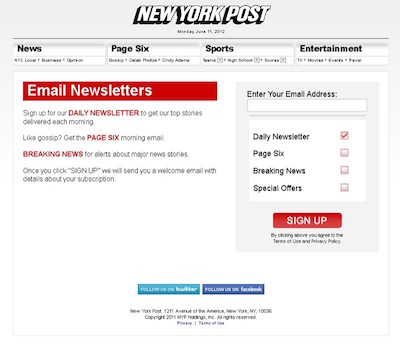 NEW YORK POST
Monday, June 11, 2012
News
Page Six
Sports
Entertainment
NYC Local • Business • Opinion
Gossip • Celeb Photos • Cindy Adams
Teams • High School • Scores
TV • Movies • Events • Travel
Email Newsletters
Sign up for our DAILY NEWSLETTER to get our top stories
delivered each morning.
Like gossip? Get the PAGE SIX morning email.
BREAKING NEWS for alerts about major news stories.
Once you click "SIGN UP" we will send you a welcome email with
details about your subscription.
Enter Your Email Address:
Daily Newsletter
Page Six
Breaking News
Special Offers
SIGN UP
By clicking above you agree to the
Terms of Use and Privacy Policy.
FOLLOW US ON twitter
FOLLOW US ON facebook
New York Post, 1211 Avenue of the America, New York, NY, 10036
Copyright 2011 NYP Holdings, Inc. All rights reserved.
Privacy | Terms of Use